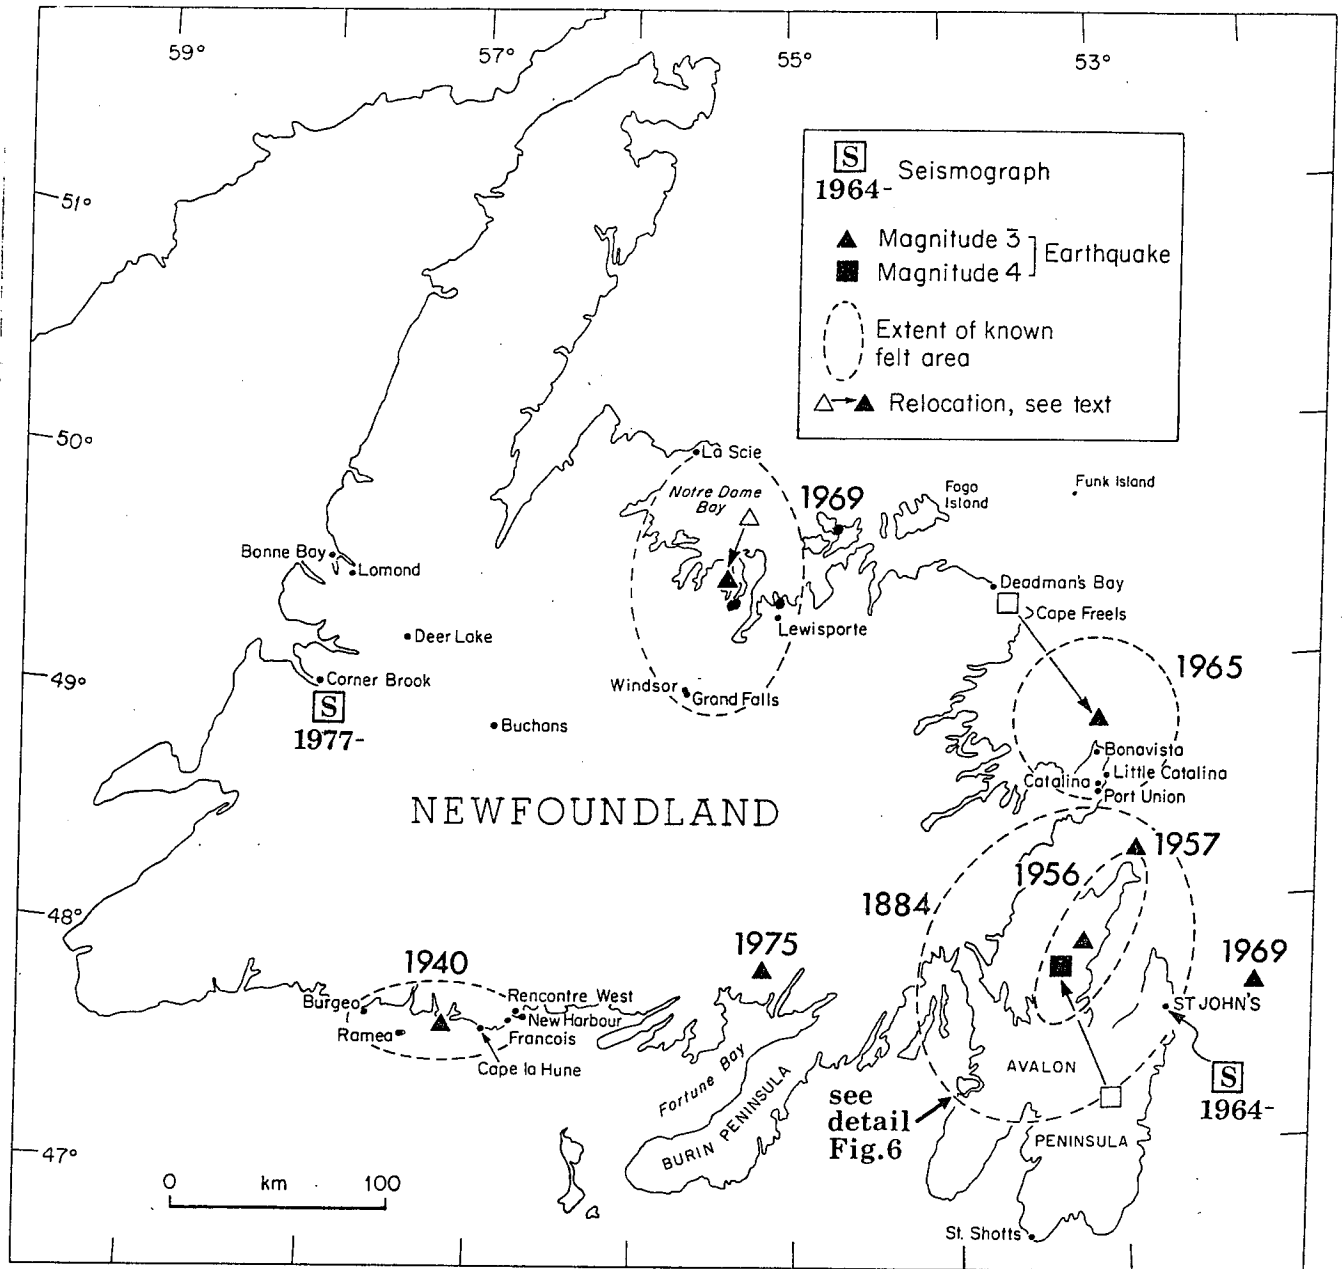 59°
57°
55°
53°
51°
50°
49°
48°
47°
S
1964-
Seismograph
Magnitude 3
Magnitude 4
Earthquake
Extent of known
felt area
Relocation, see text
La Scie
Notre Dame
Bay
1969
Fogo
Island
Funk Island
Bonne Bay
Lomond
Deadman's Bay
Cape Freels
Deer Lake
Lewisporte
Corner Brook
S
1977-
Windsor
Grand Falls
1965
Buchans
Bonavista
Little Catalina
Catalina
Port Union
NEWFOUNDLAND
1957
1956
1884
1975
1969
1940
Burgeo
Rencontre West
New Harbour
Ramea
Francois
Cape la Hune
ST JOHN'S
Fortune Bay
BURIN PENINSULA
AVALON
PENINSULA
S
1964-
see
detail
Fig.6
0 km 100
St. Shotts